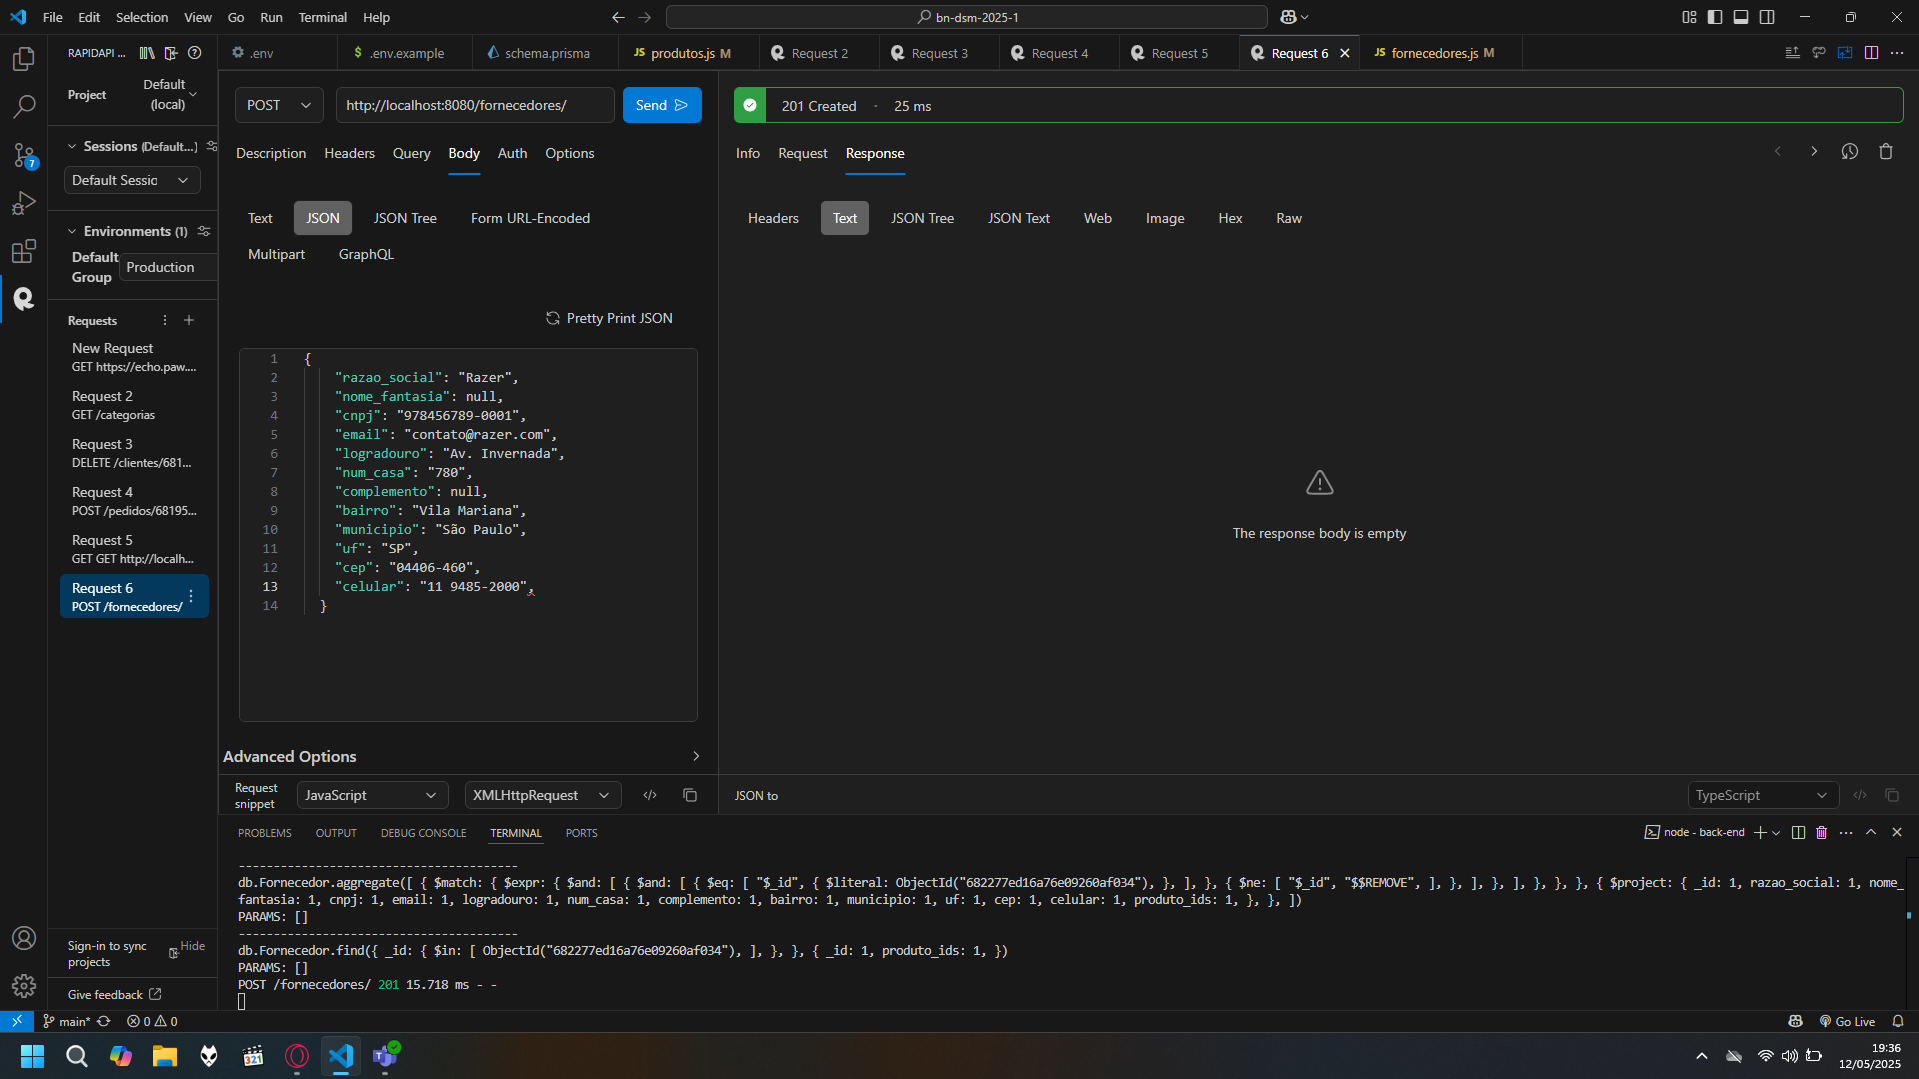 File Edit Selection View Go Run Terminal Help
bn-dsm-2025-1
RAPIDAPI ...
.env
.env.example
schema.prisma
JS produtos.js M
Request 2
Request 3
Request 4
Request 5
Request 6
JS fornecedores.js M
Project
Default
(local)
POST
http://localhost:8080/fornecedores/
Send
201 Created · 25 ms
Sessions (Default...)
Default Sessic
Description Headers Query Body Auth Options
Info Request Response
Text JSON JSON Tree Form URL-Encoded
Multipart GraphQL
Headers Text JSON Tree JSON Text Web Image Hex Raw
7
Environments (1)
Default
Group
Production
Requests
New Request
GET https://echo.paw....
Request 2
GET /categorias
Request 3
DELETE /clientes/681...
Request 4
POST /pedidos/68195...
Request 5
GET GET http://localh...
Request 6
POST /fornecedores/
Pretty Print JSON
1 {
2 "razao_social": "Razer",
3 "nome_fantasia": null,
4 "cnpj": "978456789-0001",
5 "email": "contato@razer.com",
6 "logradouro": "Av. Invernada",
7 "num_casa": "780",
8 "complemento": null,
9 "bairro": "Vila Mariana",
10 "municipio": "São Paulo",
11 "uf": "SP",
12 "cep": "04406-460",
13 "celular": "11 9485-2000",
14 }
The response body is empty
Advanced Options
Request
snippet
JavaScript
XMLHttpRequest
JSON to
TypeScript
PROBLEMS OUTPUT DEBUG CONSOLE TERMINAL PORTS
node - back-end
----------------------------------------
db.Fornecedor.aggregate([ { $match: { $expr: { $and: [ { $and: [ { $eq: [ "$_id", { $literal: ObjectId("682277ed16a76e09260af034"), }, ], }, { $ne: [ "$_id", "$$REMOVE", ], }, ], }, ], }, }, }, { $project: { _id: 1, razao_social: 1, nome_
fantasia: 1, cnpj: 1, email: 1, logradouro: 1, num_casa: 1, complemento: 1, bairro: 1, municipio: 1, uf: 1, cep: 1, celular: 1, produto_ids: 1, }, }, ])
PARAMS: []
----------------------------------------
db.Fornecedor.find({ _id: { $in: [ ObjectId("682277ed16a76e09260af034"), ], }, }, { _id: 1, produto_ids: 1, })
PARAMS: []
POST /fornecedores/ 201 15.718 ms - -
Sign-in to sync
projects
Hide
Give feedback
main*
0 0
Go Live
321
19:36
12/05/2025